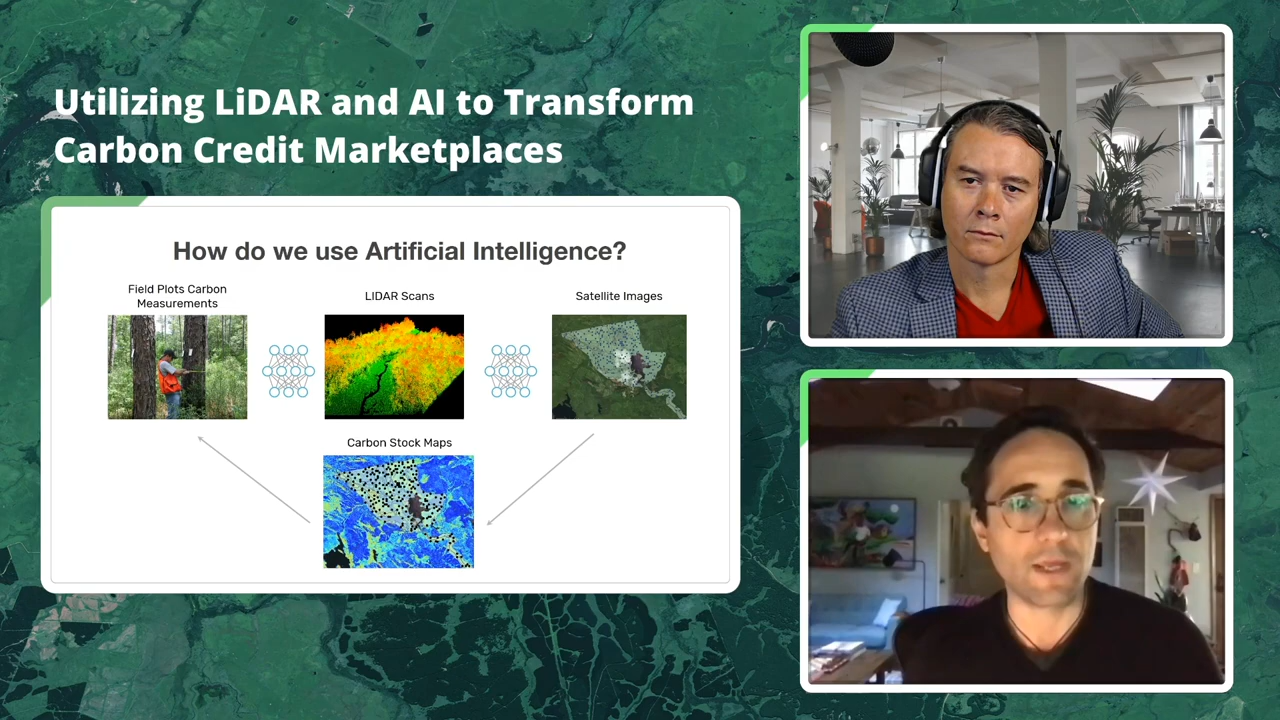 Utilizing LiDAR and AI to Transform
Carbon Credit Marketplaces
How do we use Artificial Intelligence?
Field Plots Carbon
Measurements
LIDAR Scans
Satellite Images
Carbon Stock Maps